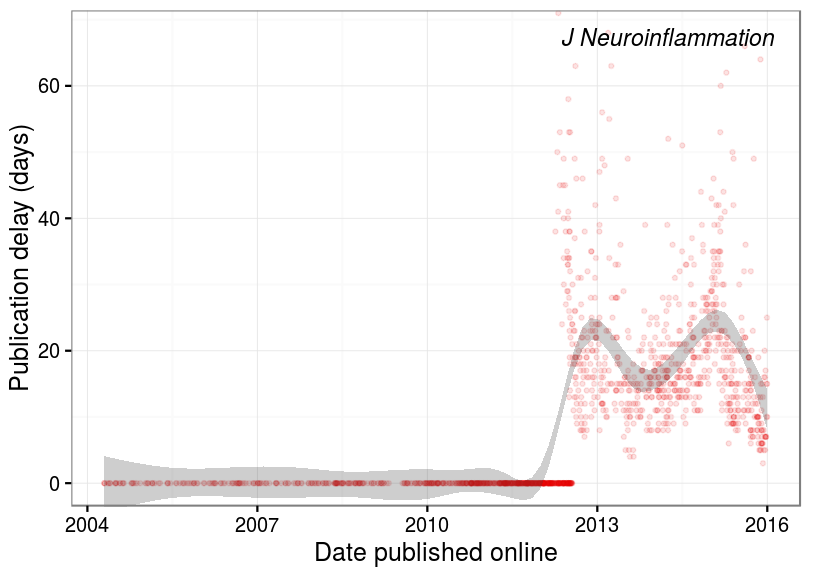 J Neuroinflammation
Publication delay (days)
60
40
20
0
2004 2007 2010 2013 2016
Date published online